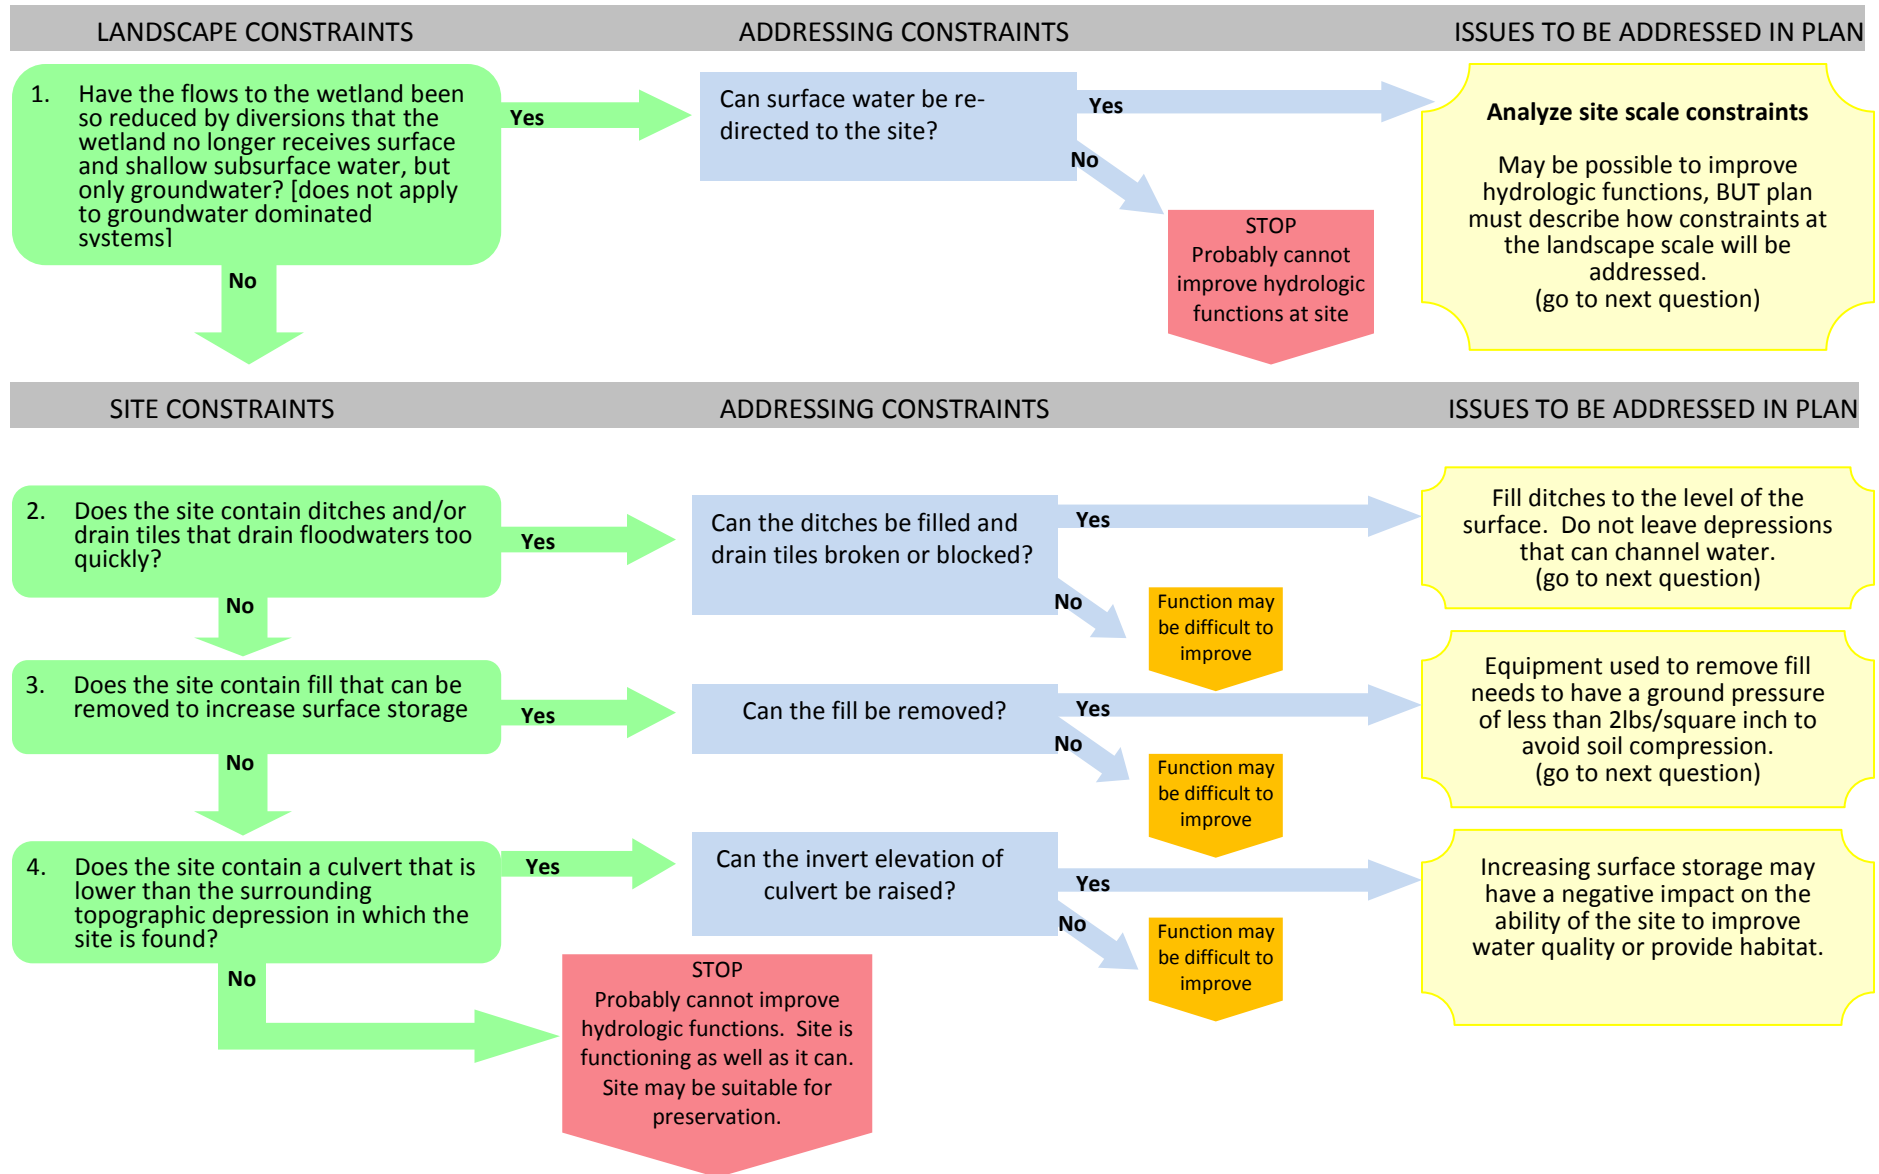 LANDSCAPE CONSTRAINTS
ADDRESSING CONSTRAINTS
ISSUES TO BE ADDRESSED IN PLAN
1. Have the flows to the wetland been
so reduced by diversions that the
wetland no longer receives surface
and shallow subsurface water, but
only groundwater? [does not apply
to groundwater dominated
systems]
Yes
No
Can surface water be re-
directed to the site?
Yes
No
STOP
Probably cannot
improve hydrologic
functions at site
Analyze site scale constraints
May be possible to improve
hydrologic functions, BUT plan
must describe how constraints at
the landscape scale will be
addressed.
(go to next question)
SITE CONSTRAINTS
ADDRESSING CONSTRAINTS
ISSUES TO BE ADDRESSED IN PLAN
2. Does the site contain ditches and/or
drain tiles that drain floodwaters too
quickly?
Yes
No
Can the ditches be filled and
drain tiles broken or blocked?
Yes
No
Function may
be difficult to
improve
Fill ditches to the level of the
surface. Do not leave depressions
that can channel water.
(go to next question)
3. Does the site contain fill that can be
removed to increase surface storage
Yes
No
Can the fill be removed?
Yes
No
Function may
be difficult to
improve
Equipment used to remove fill
needs to have a ground pressure
of less than 2lbs/square inch to
avoid soil compression.
(go to next question)
4. Does the site contain a culvert that is
lower than the surrounding
topographic depression in which the
site is found?
Yes
No
Can the invert elevation of
culvert be raised?
Yes
No
Function may
be difficult to
improve
Increasing surface storage may
have a negative impact on the
ability of the site to improve
water quality or provide habitat.
STOP
Probably cannot improve
hydrologic functions. Site is
functioning as well as it can.
Site may be suitable for
preservation.